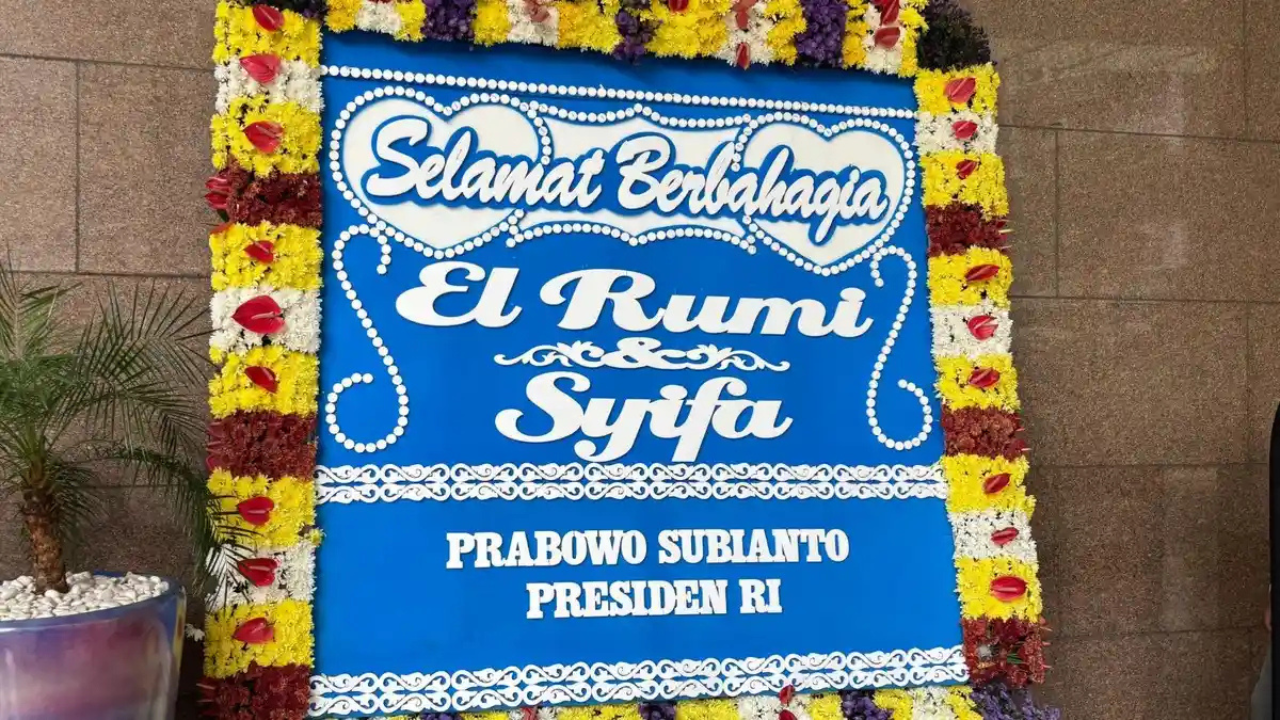 Selamat Berbahagia
El Rumi
&
Syifa
PRABOWO SUBIANTO
PRESIDEN RI